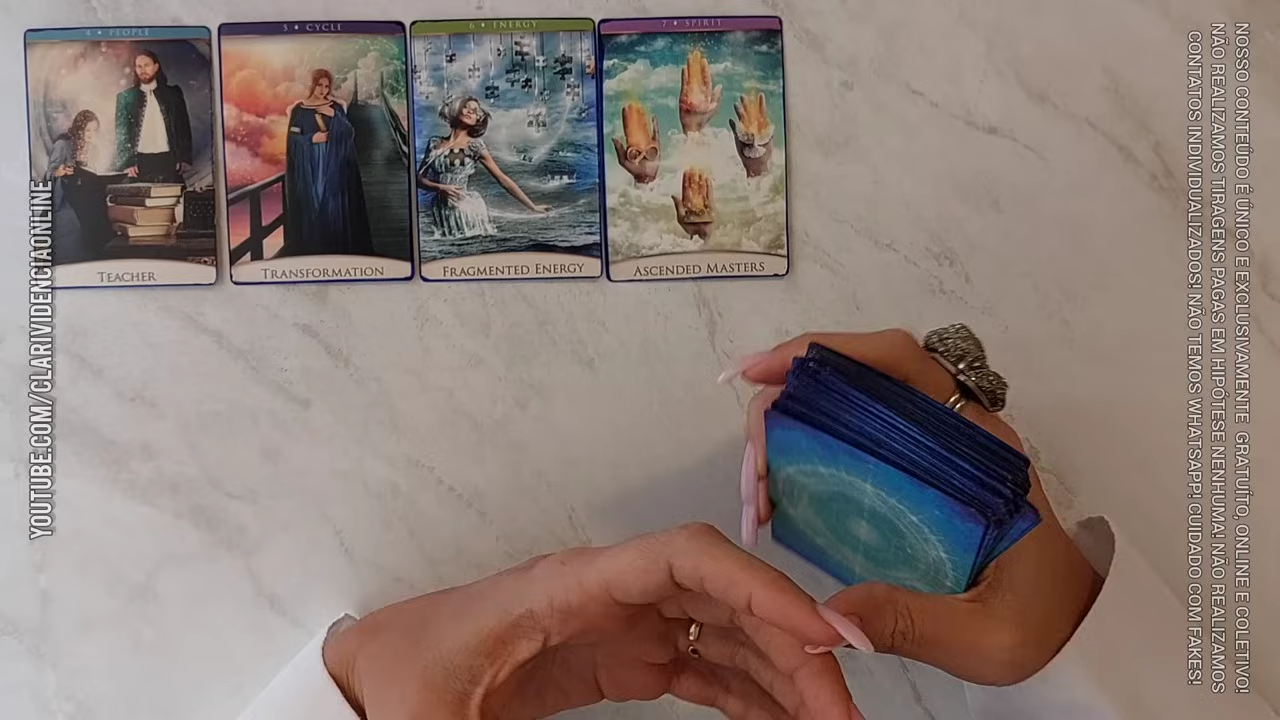 4 • PEOPLE
5 • CYCLE
6 • ENERGY
7 • SPIRIT
TEACHER
TRANSFORMATION
FRAGMENTED ENERGY
ASCENDED MASTERS
YOUTUBE.COM/CLARIVIDENCIAONLINE
NOSSO CONTEÚDO É ÚNICO E EXCLUSIVAMENTE GRATUÍTO, ONLINE E COLETIVO!
NÃO REALIZAMOS TIRAGENS PAGAS EM HIPÓTESE NENHUMA! NÃO REALIZAMOS
CONTATOS INDIVIDUALIZADOS! NÃO TEMOS WHATSAPP! CUIDADO COM FAKES!